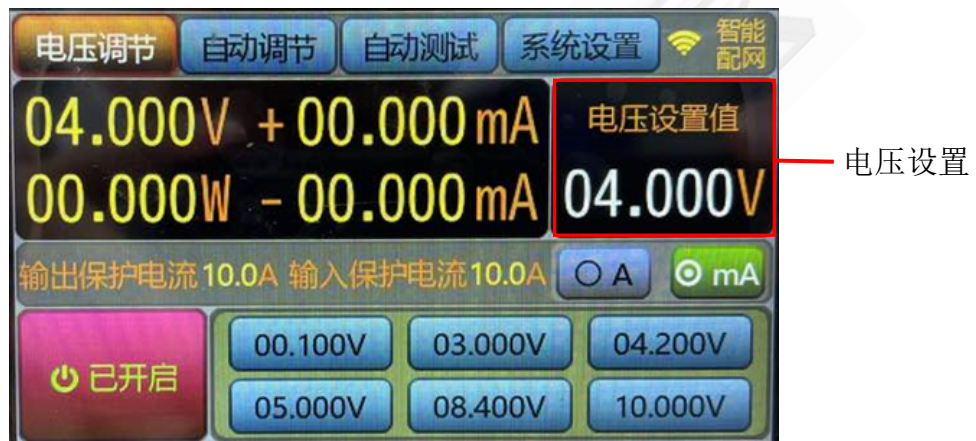 电压调节 自动调节 自动测试 系统设置 智能配网
04.000V +00.000mA
00.000W -00.000mA
电压设置值
04.000V
电压设置
输出保护电流10.0A 输入保护电流10.0A A mA
已开启
00.100V 03.000V 04.200V
05.000V 08.400V 10.000V